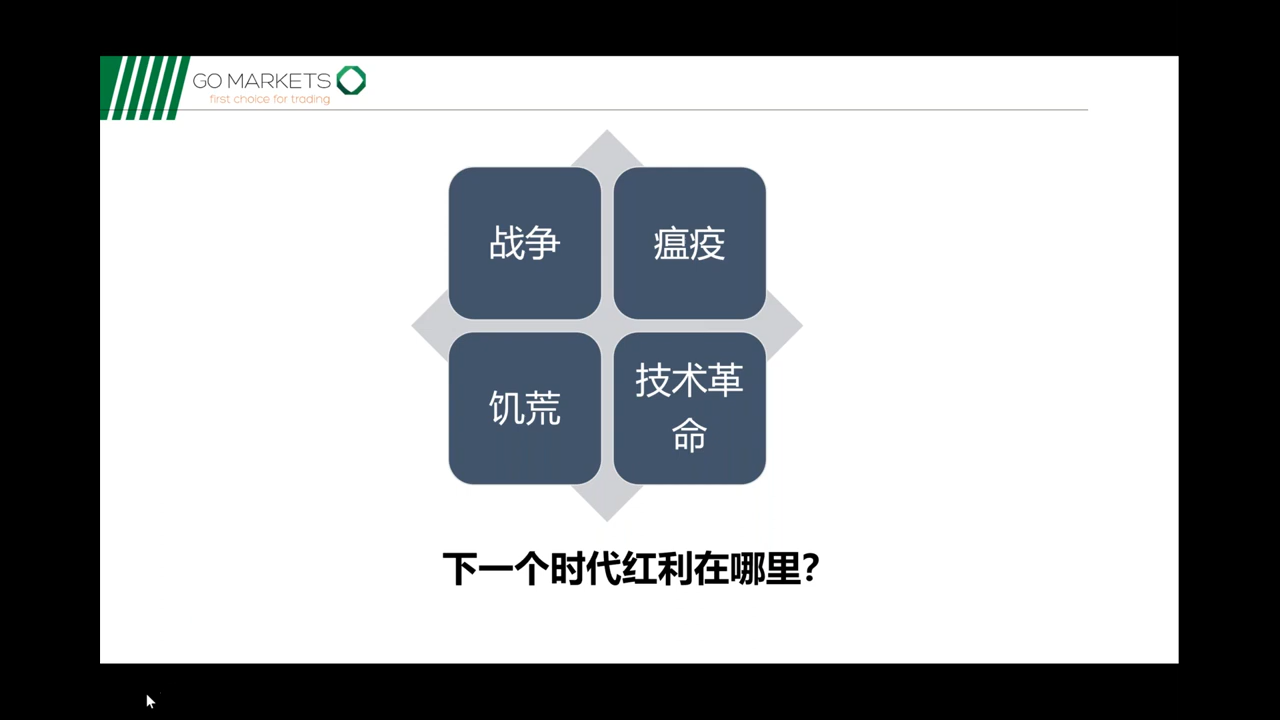 GO MARKETS
first choice for trading
战争
瘟疫
饥荒
技术革
命
下一个时代红利在哪里?